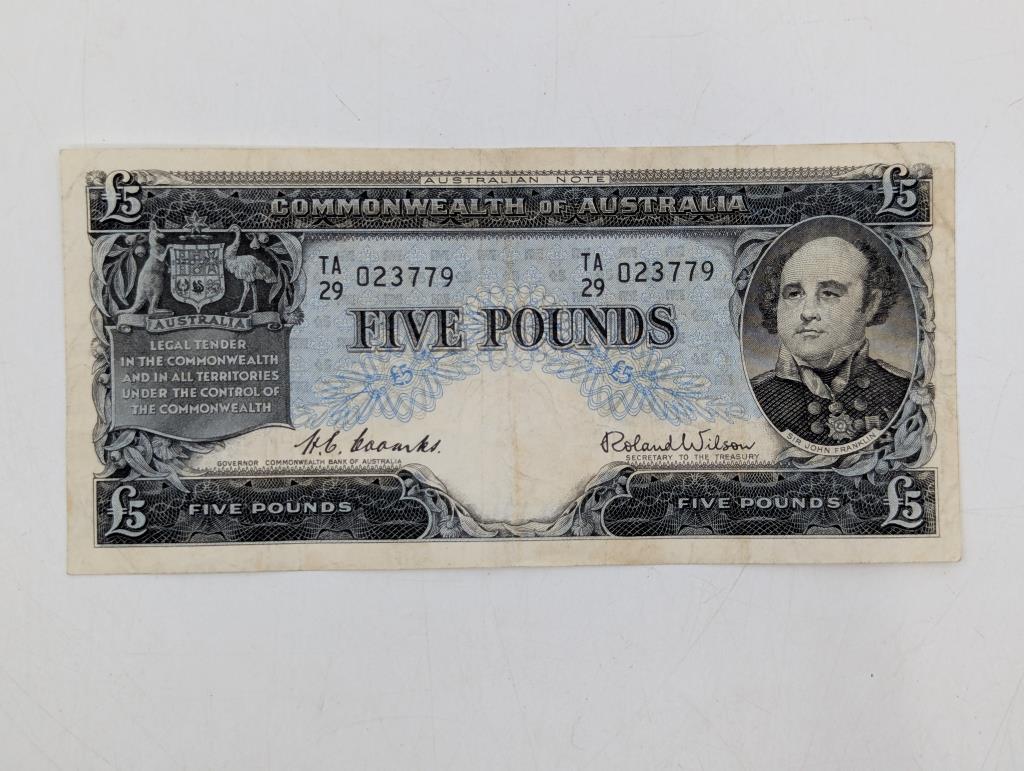 AUSTRALIAN NOTE
£5 COMMONWEALTH OF AUSTRALIA £5
TA 29 023779 TA 29 023779
AUSTRALIA
FIVE POUNDS
LEGAL TENDER
IN THE COMMONWEALTH
AND IN ALL TERRITORIES
UNDER THE CONTROL OF
THE COMMONWEALTH
£5 £5
H.C. Coombs.
GOVERNOR COMMONWEALTH BANK OF AUSTRALIA
Roland Wilson
SECRETARY TO THE TREASURY
SIR JOHN FRANKLIN
£5 FIVE POUNDS
FIVE POUNDS £5